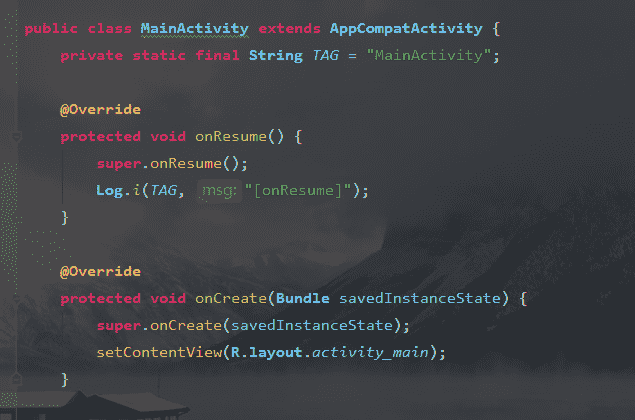 public class MainActivity extends AppCompatActivity {
private static final String TAG = "MainActivity";
@Override
protected void onResume() {
super.onResume();
Log.i(TAG, msg: "[onResume]");
}
@Override
protected void onCreate(Bundle savedInstanceState) {
super.onCreate(savedInstanceState);
setContentView(R.layout.activity_main);
}